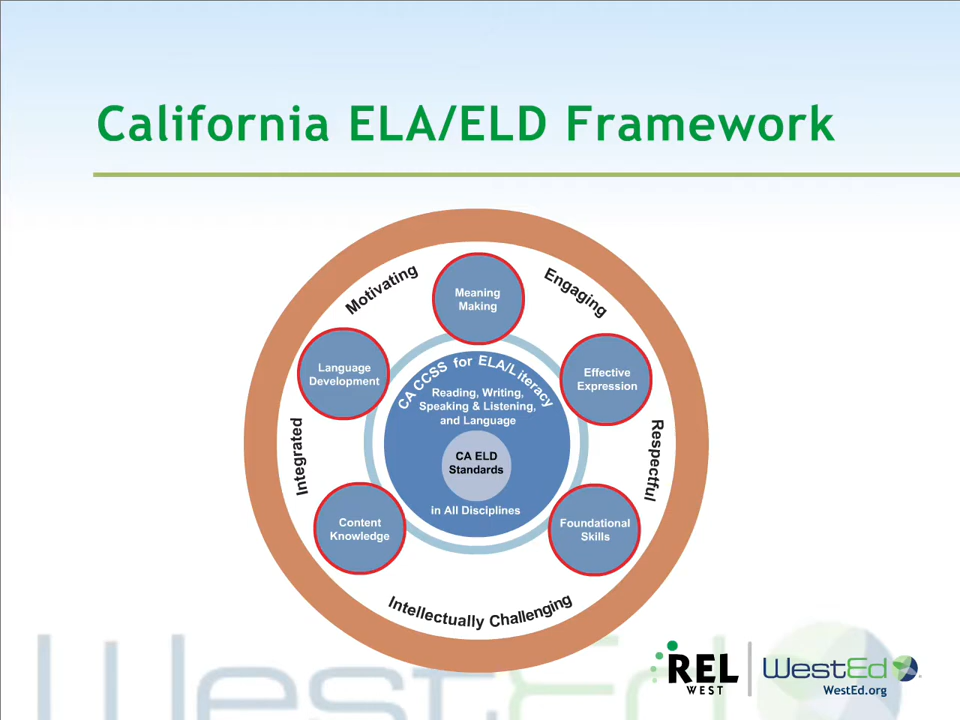 California ELA/ELD Framework
Motivating
Engaging
Meaning
Making
Language
Development
Effective
Expression
CA CCSS for ELA/Literacy
Reading, Writing,
Speaking & Listening,
and Language
CA ELD
Standards
in All Disciplines
Integrated
Respectful
Content
Knowledge
Foundational
Skills
Intellectually Challenging
REL
WEST
WestEd
WestEd.org
WestEd